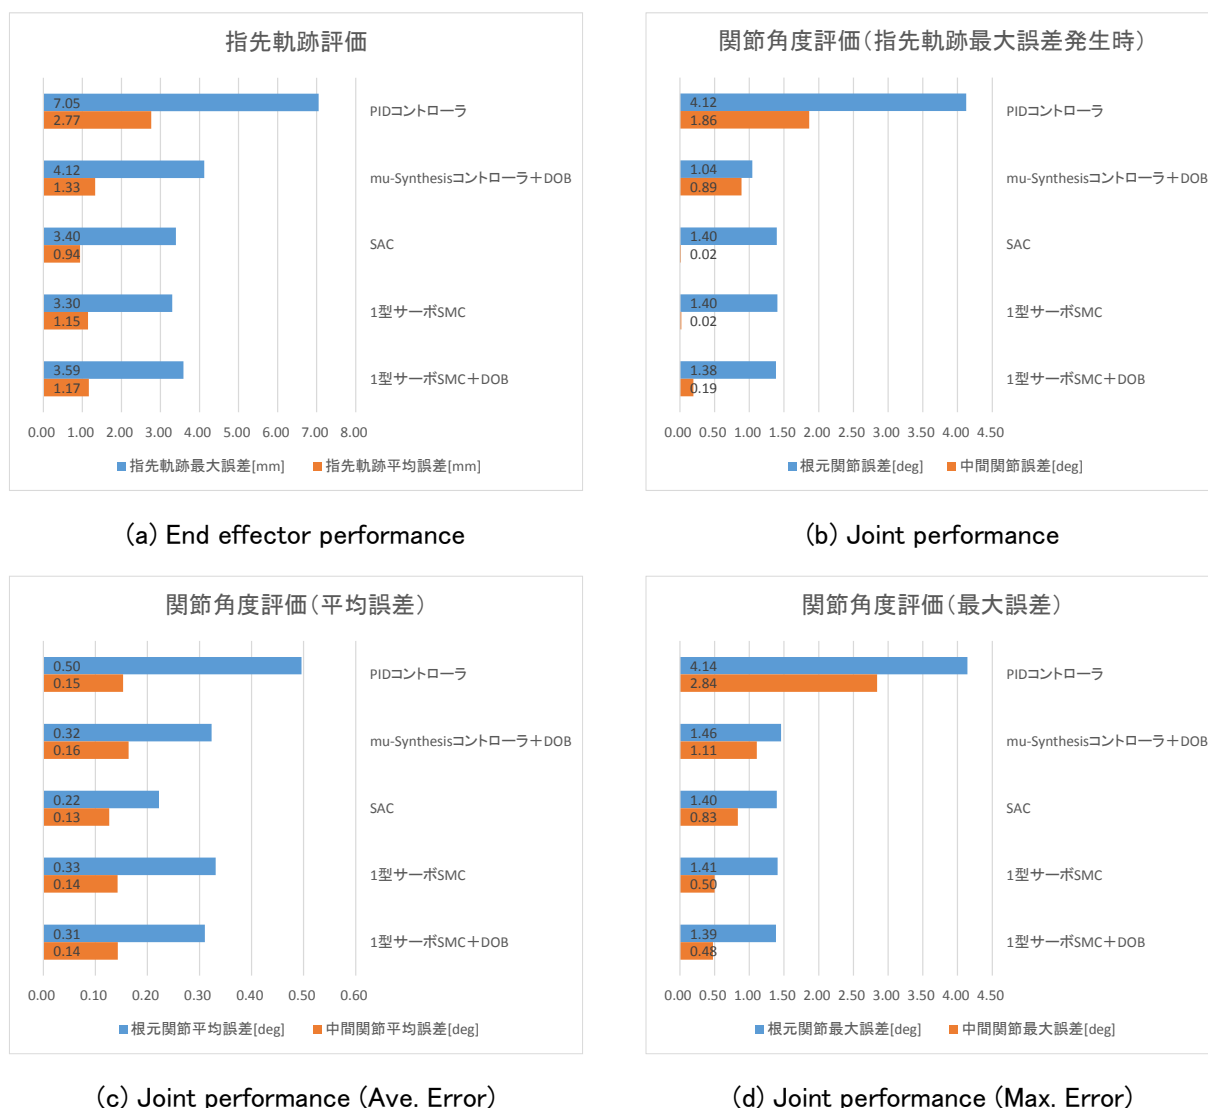 指先軌跡評価
7.05
2.77
PIDコントローラ
4.12
1.33
mu-Synthesisコントローラ＋DOB
3.40
0.94
SAC
3.30
1.15
1型サーボSMC
3.59
1.17
1型サーボSMC＋DOB
0.00 1.00 2.00 3.00 4.00 5.00 6.00 7.00 8.00
指先軌跡最大誤差[mm] 指先軌跡平均誤差[mm]
(a) End effector performance
関節角度評価（指先軌跡最大誤差発生時）
4.12
1.86
PIDコントローラ
1.04
0.89
mu-Synthesisコントローラ＋DOB
1.40
0.02
SAC
1.40
0.02
1型サーボSMC
1.38
0.19
1型サーボSMC＋DOB
0.00 0.50 1.00 1.50 2.00 2.50 3.00 3.50 4.00 4.50
根元関節誤差[deg] 中間関節誤差[deg]
(b) Joint performance
関節角度評価（平均誤差）
0.50
0.15
PIDコントローラ
0.32
0.16
mu-Synthesisコントローラ＋DOB
0.22
0.13
SAC
0.33
0.14
1型サーボSMC
0.31
0.14
1型サーボSMC＋DOB
0.00 0.10 0.20 0.30 0.40 0.50 0.60
根元関節平均誤差[deg] 中間関節平均誤差[deg]
(c) Joint performance (Ave. Error)
関節角度評価（最大誤差）
4.14
2.84
PIDコントローラ
1.46
1.11
mu-Synthesisコントローラ＋DOB
1.40
0.83
SAC
1.41
0.50
1型サーボSMC
1.39
0.48
1型サーボSMC＋DOB
0.00 0.50 1.00 1.50 2.00 2.50 3.00 3.50 4.00 4.50
根元関節最大誤差[deg] 中間関節最大誤差[deg]
(d) Joint performance (Max. Error)